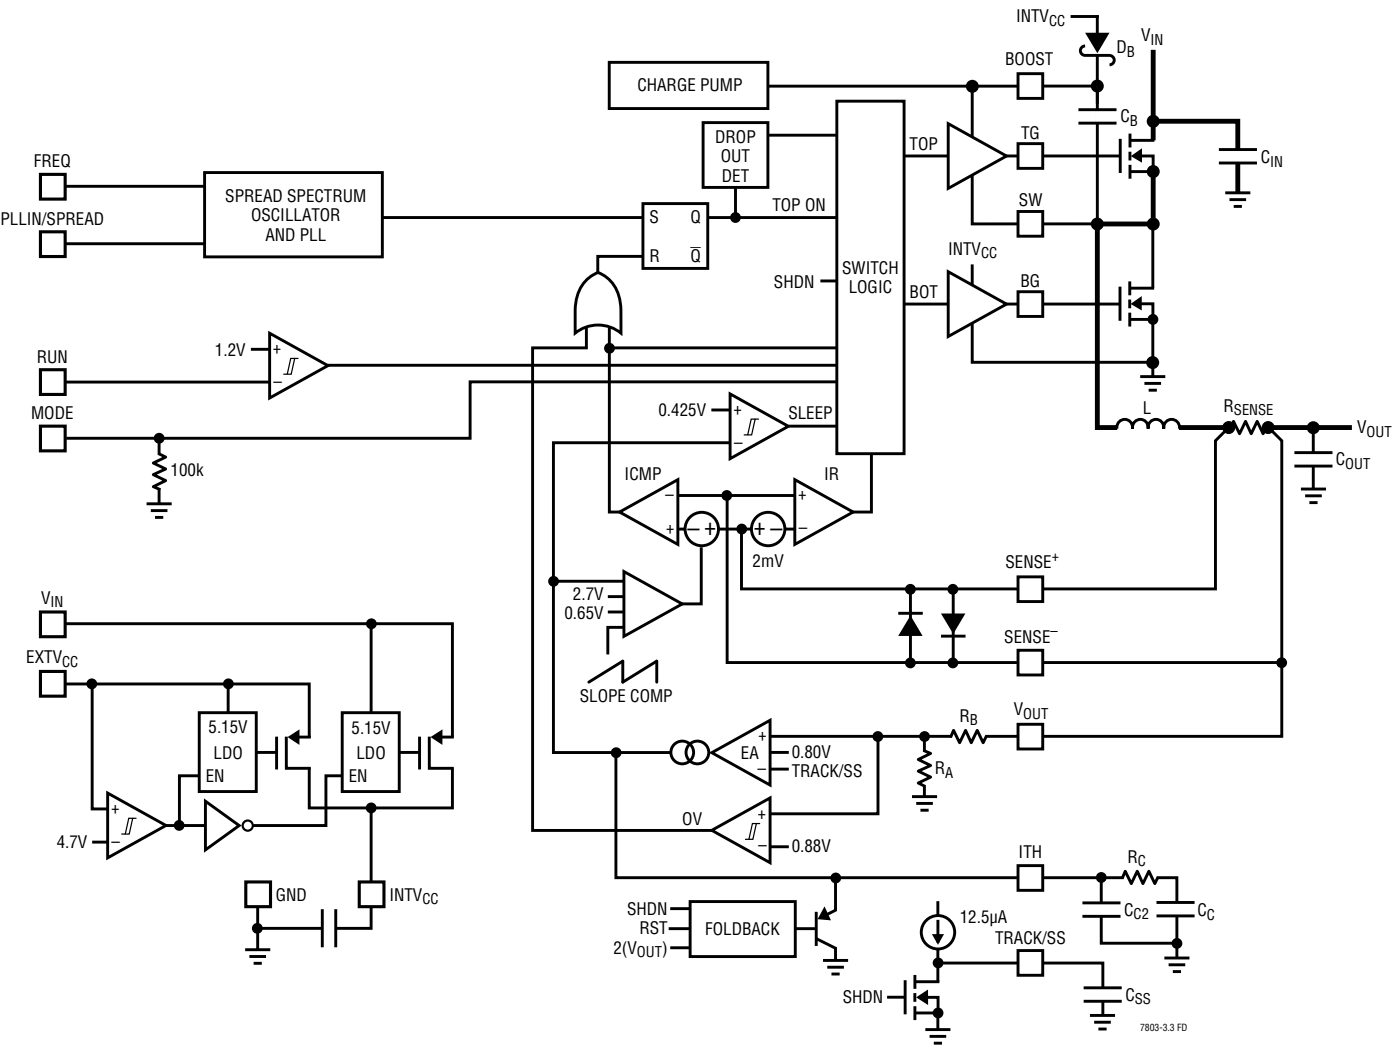 INTVCC
DB
VIN
BOOST
CHARGE PUMP
CB
DROP
OUT
DET
TOP
TG
CIN
FREQ
SPREAD SPECTRUM
OSCILLATOR
AND PLL
PLLIN/SPREAD
S Q
R Q̅
TOP ON
SW
INTVCC
SHDN
SWITCH
LOGIC
BOT
BG
1.2V
+
−
RUN
MODE
100k
0.425V
+
−
SLEEP
L
RSENSE
VOUT
COUT
ICMP
−
+
− +
+ −
2mV
IR
+
−
SENSE+
2.7V
0.65V
SLOPE COMP
SENSE−
VIN
EXTVCC
5.15V
LDO
EN
5.15V
LDO
EN
+
−
4.7V
GND
INTVCC
VOUT
RB
RA
EA
+
−
0.80V
TRACK/SS
OV
+
−
0.88V
ITH
RC
CC2
CC
SHDN
RST
2(VOUT)
FOLDBACK
12.5µA
TRACK/SS
SHDN
CSS
7803-3.3 FD